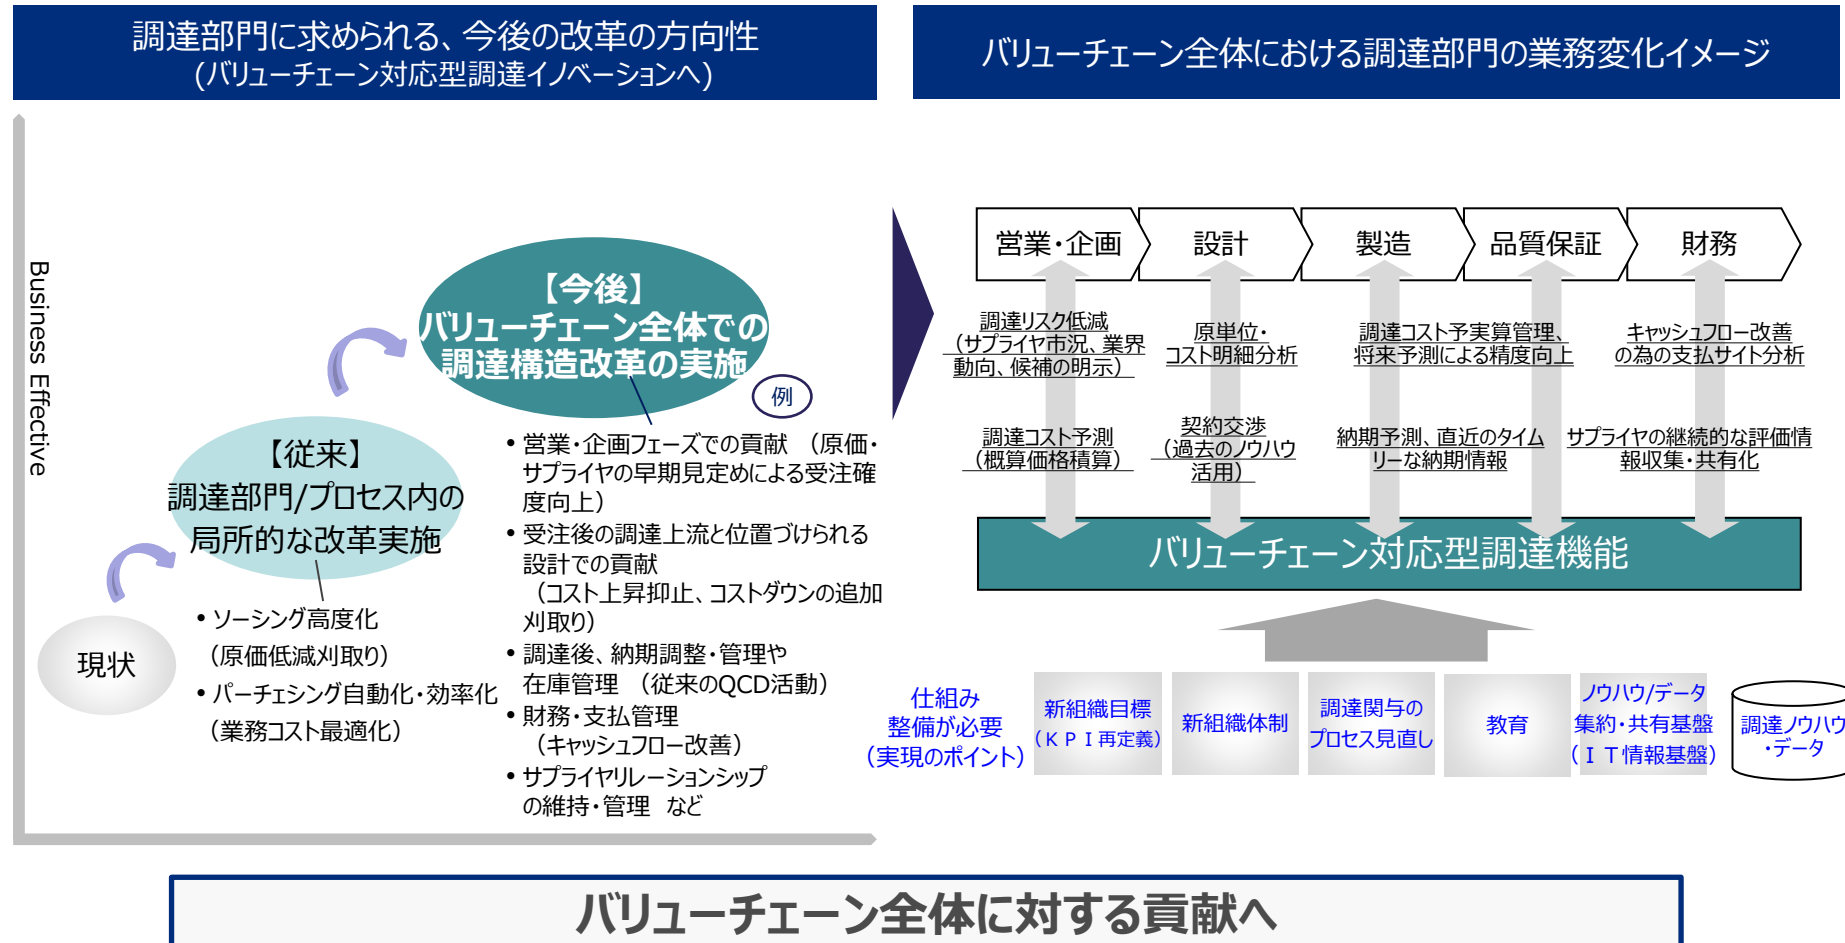 調達部門に求められる、今後の改革の方向性
(バリューチェーン対応型調達イノベーションへ)
バリューチェーン全体における調達部門の業務変化イメージ
Business Effective
【今後】
バリューチェーン全体での
調達構造改革の実施
例
【従来】
調達部門/プロセス内の
局所的な改革実施
現状
• ソーシング高度化
（原価低減刈取り）
• パーチェシング自動化・効率化
（業務コスト最適化）
• 営業・企画フェーズでの貢献 （原価・
サプライヤの早期見定めによる受注確
度向上）
• 受注後の調達上流と位置づけられる
設計での貢献
（コスト上昇抑止、コストダウンの追加
刈取り）
• 調達後、納期調整・管理や
在庫管理 （従来のQCD活動）
• 財務・支払管理
（キャッシュフロー改善）
• サプライヤリレーションシップ
の維持・管理 など
営業・企画
設計
製造
品質保証
財務
調達リスク低減
（サプライヤ市況、業界
動向、候補の明示）
原単位・
コスト明細分析
調達コスト予実算管理、
将来予測による精度向上
キャッシュフロー改善
の為の支払サイト分析
調達コスト予測
（概算価格積算）
契約交渉
（過去のノウハウ
活用）
納期予測、直近のタイム
リーな納期情報
サプライヤの継続的な評価情
報収集・共有化
バリューチェーン対応型調達機能
仕組み
整備が必要
（実現のポイント）
新組織目標
（ＫＰＩ再定義）
新組織体制
調達関与の
プロセス見直し
教育
ノウハウ/データ
集約・共有基盤
（ＩＴ情報基盤）
調達ノウハウ
・データ
バリューチェーン全体に対する貢献へ